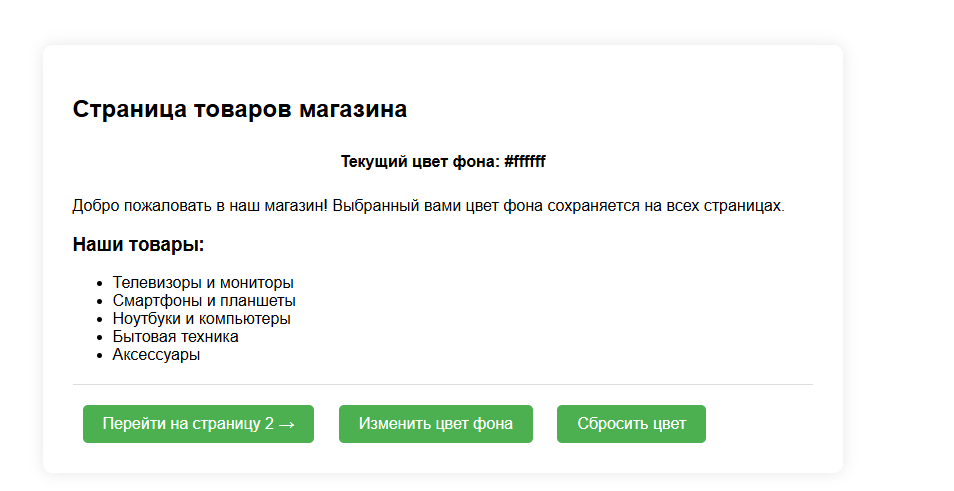 Страница товаров магазина
Текущий цвет фона: #ffffff
Добро пожаловать в наш магазин! Выбранный вами цвет фона сохраняется на всех страницах.
Наши товары:
• Телевизоры и мониторы
• Смартфоны и планшеты
• Ноутбуки и компьютеры
• Бытовая техника
• Аксессуары
Перейти на страницу 2 → Изменить цвет фона Сбросить цвет